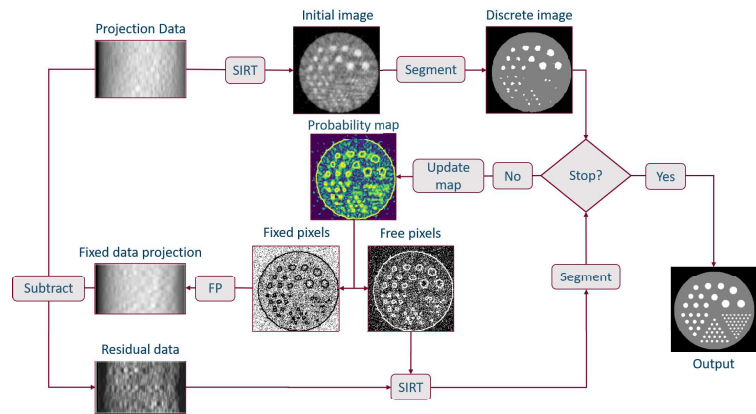 Projection Data
Initial image
Discrete image
SIRT
Segment
Probability map
Update
map
No
Stop?
Yes
Fixed data projection
Fixed pixels
Free pixels
Subtract
FP
Segment
Residual data
SIRT
Output